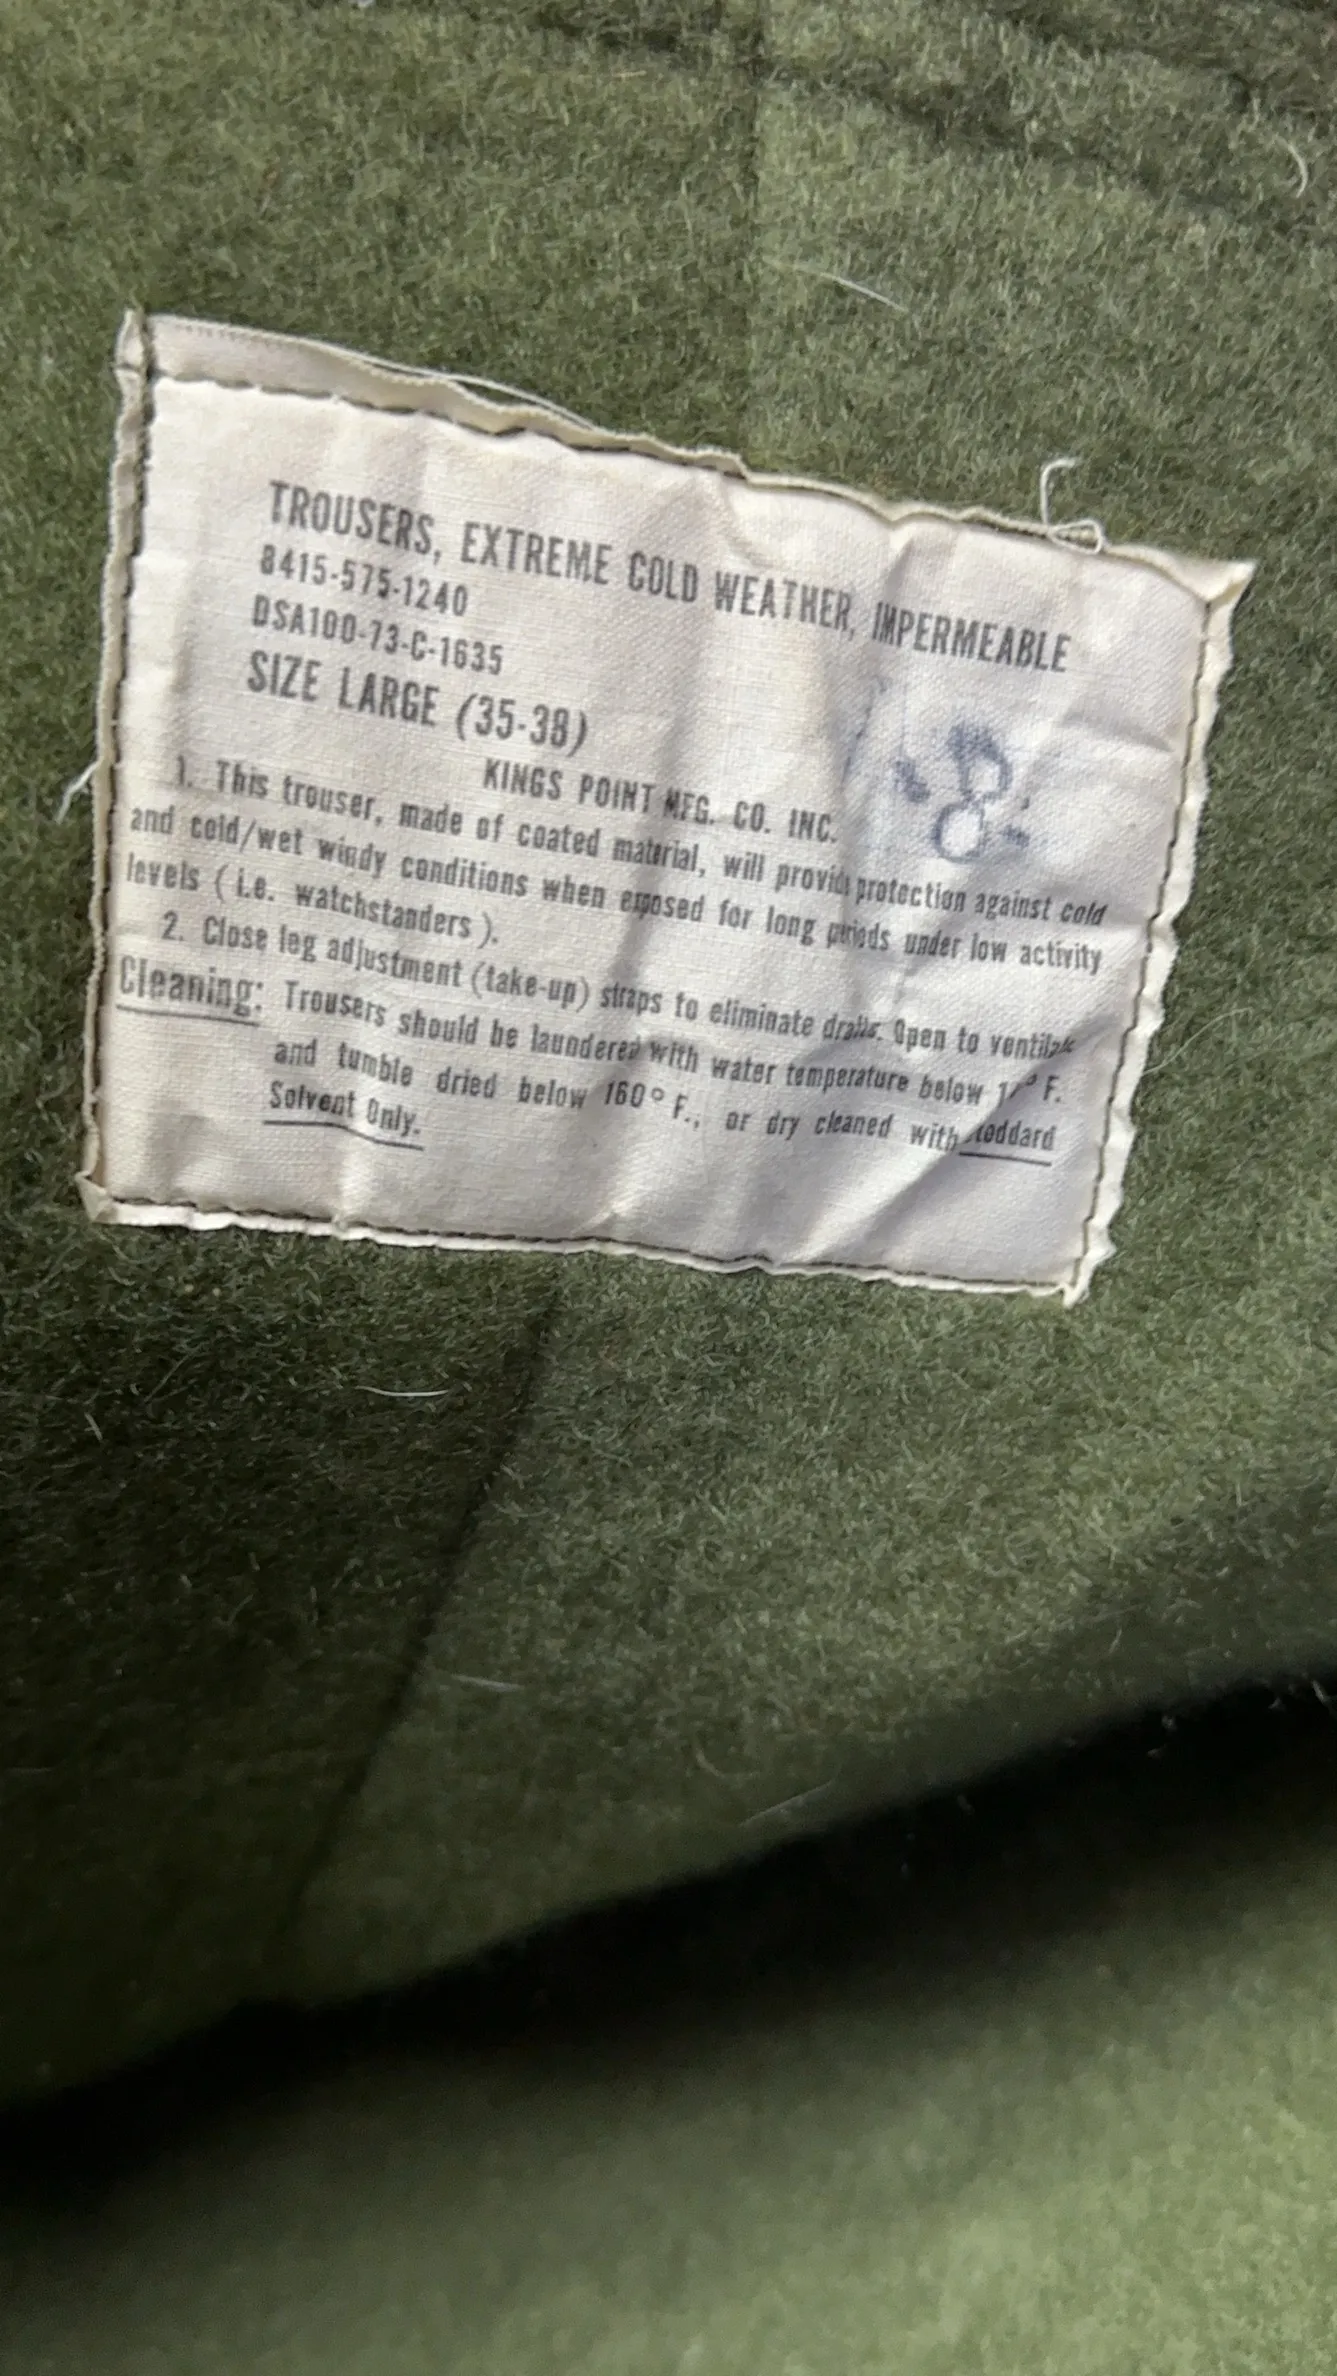 TROUSERS, EXTREME COLD WEATHER, IMPERMEABLE
8415-575-1240
DSA100-73-C-1635
SIZE LARGE (35-38)
KINGS POINT MFG. CO. INC.
1. This trouser, made of coated material, will provide protection against cold
and cold/wet windy conditions when exposed for long periods under low activity
levels ( i.e. watchstanders ).
2. Close leg adjustment (take-up) straps to eliminate drafts. Open to ventilate
Cleaning: Trousers should be laundered with water temperature below F.
and tumble dried below 160° F., or dry cleaned with Stoddard
Solvent Only.